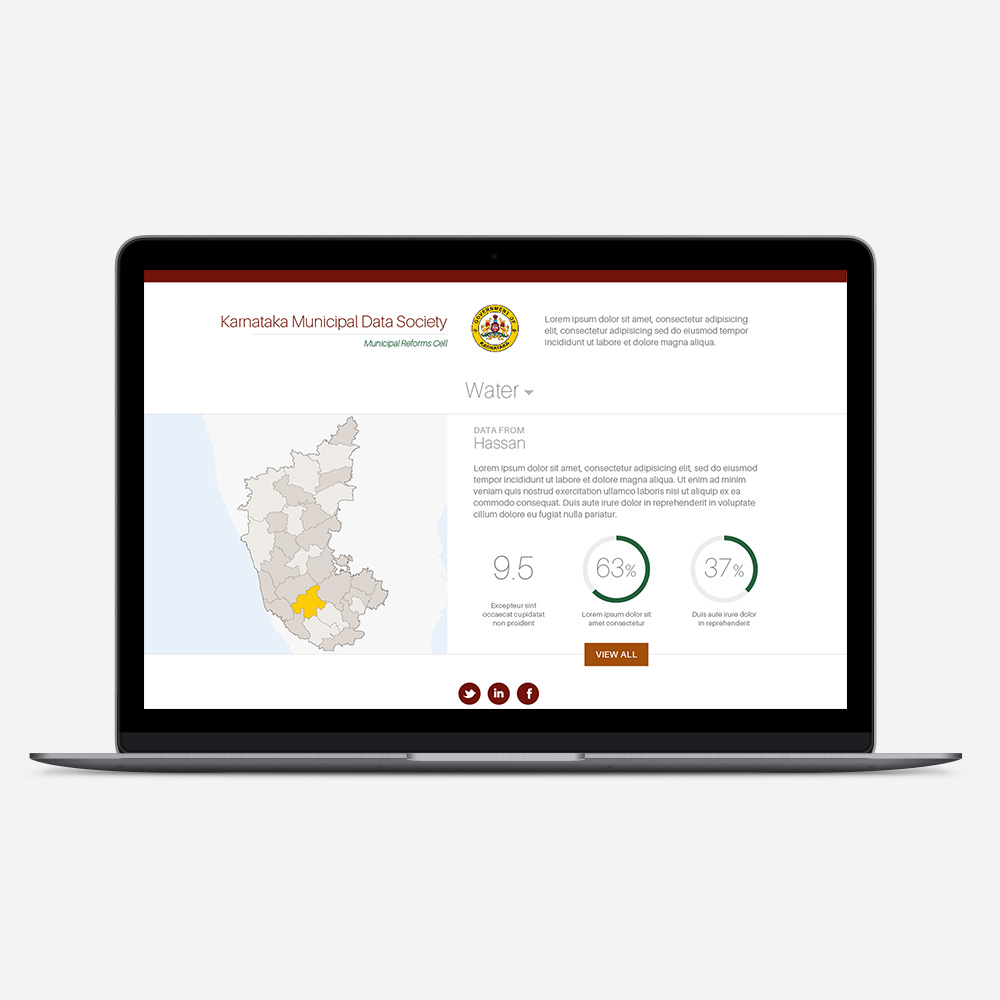 Karnataka Municipal Data Society
Municipal Reforms Cell
GOVERNMENT OF
KARNATAKA
Lorem ipsum dolor sit amet, consectetur adipisicing
elit, consectetur adipisicing sed do eiusmod tempor
incididunt ut labore et dolore magna aliqua.
Water
DATA FROM
Hassan
Lorem ipsum dolor sit amet, consectetur adipisicing elit, sed do eiusmod
tempor incididunt ut labore et dolore magna aliqua. Ut enim ad minim
veniam quis nostrud exercitation ullamco laboris nisi ut aliquip ex ea
commodo consequat. Duis aute irure dolor in reprehenderit in voluptate
cillum dolore eu fugiat nulla pariatur.
9.5
Excepteur sint
occaecat cupidatat
non proident
63%
Lorem ipsum dolor sit
amet consectetur
37%
Duis aute irure dolor
in reprehenderit
VIEW ALL
in
f